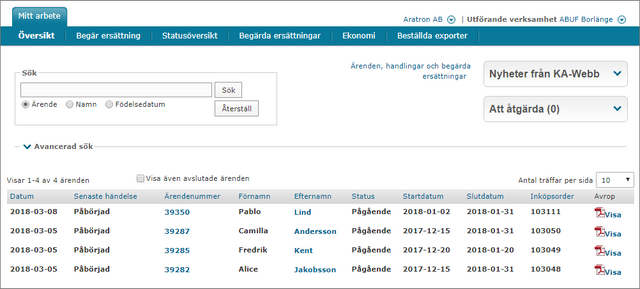 Mitt arbete
Aratron AB | Utförande verksamhet ABUF Borlänge
Översikt Begär ersättning Statusöversikt Begärda ersättningar Ekonomi Beställda exporter
Sök
Sök
Ärende Namn Födelsedatum
Återställ
Ärenden, handlingar och begärda ersättningar
Nyheter från KA-Webb
Att åtgärda (0)
Avancerad sök
Visar 1-4 av 4 ärenden
Visa även avslutade ärenden
Antal träffar per sida 10
Datum Senaste händelse Ärendenummer Förnamn Efternamn Status Startdatum Slutdatum Inköpsorder Avrop
2018-03-08 Påbörjad 39350 Pablo Lind Pågående 2018-01-02 2018-01-31 103111 Visa
2018-03-05 Påbörjad 39287 Camilla Andersson Pågående 2017-12-15 2018-01-31 103050 Visa
2018-03-05 Påbörjad 39285 Fredrik Kent Pågående 2017-12-20 2018-01-20 103049 Visa
2018-03-05 Påbörjad 39282 Alice Jakobsson Pågående 2017-12-15 2018-01-31 103048 Visa